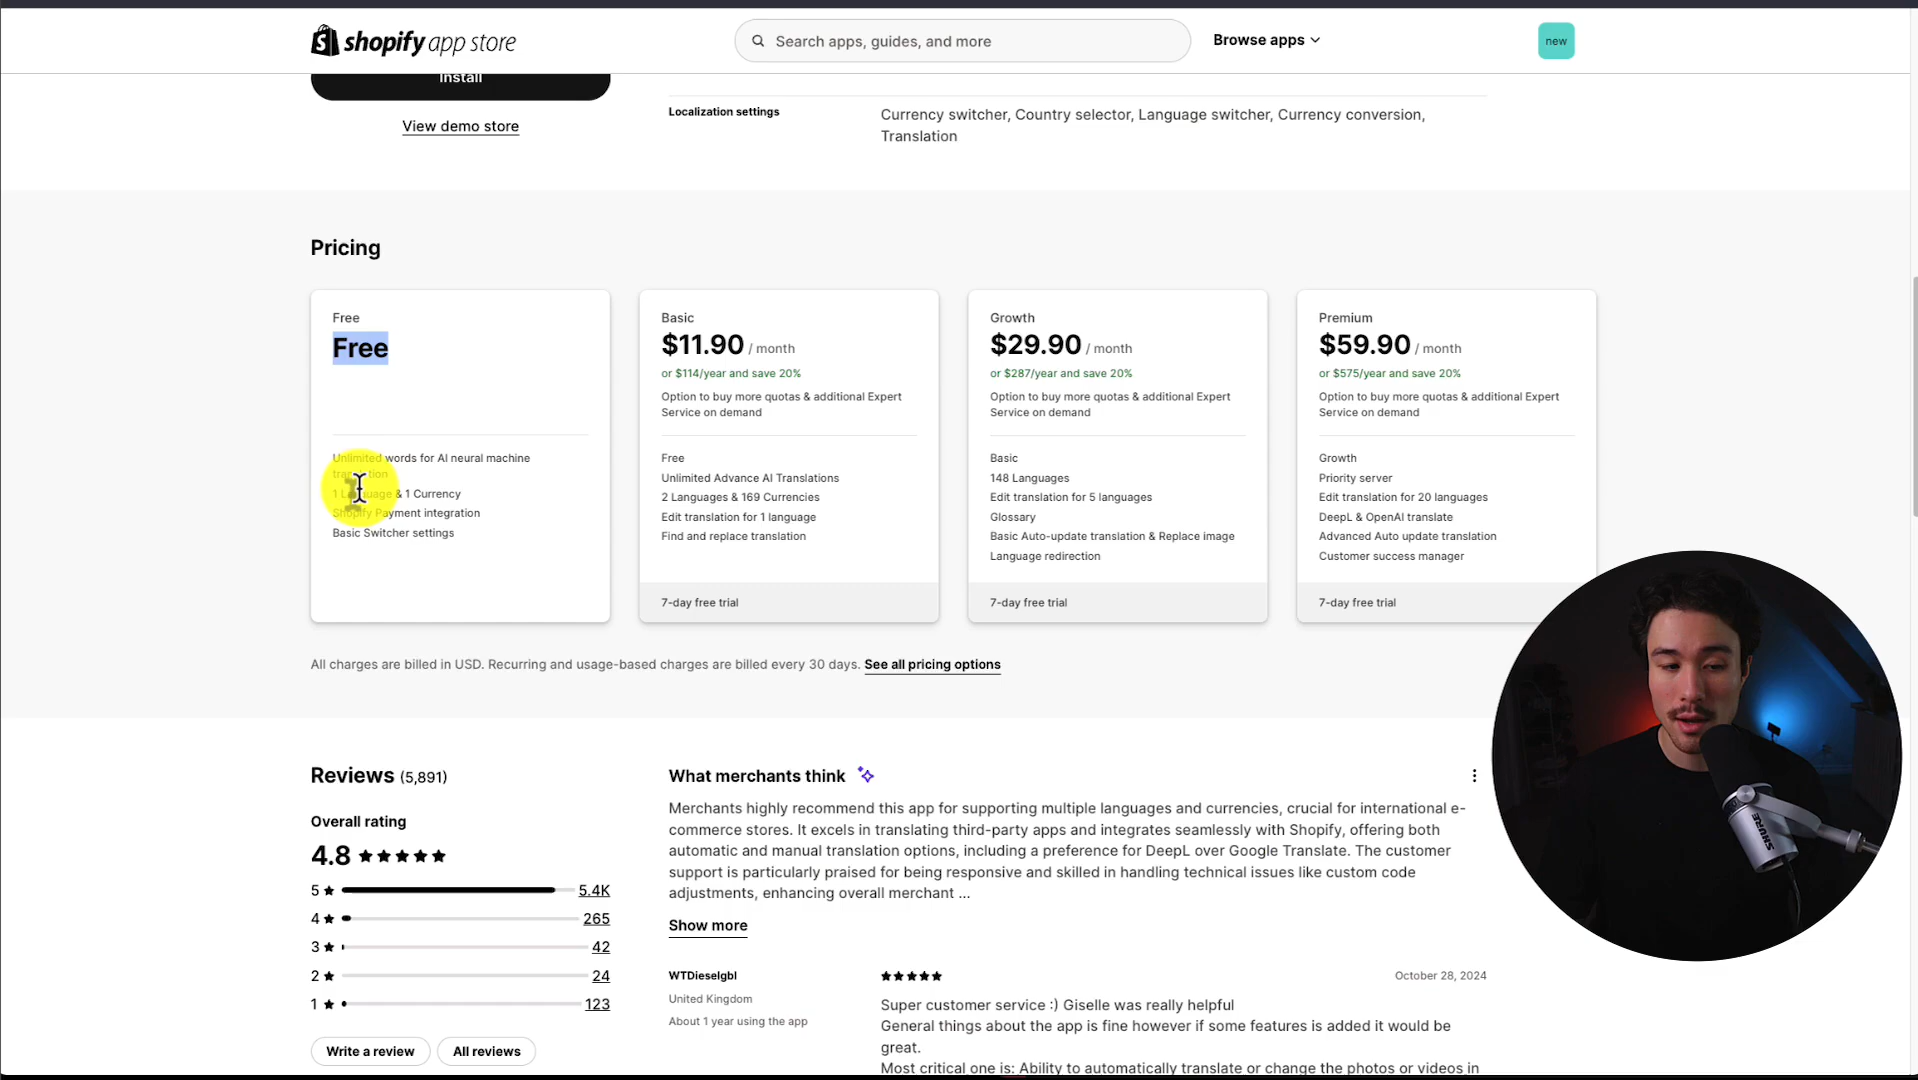 shopify app store
Search apps, guides, and more
Browse apps
new
Install
View demo store
Localization settings
Currency switcher, Country selector, Language switcher, Currency conversion,
Translation
Pricing
Free
Free
Unlimited words for AI neural machine
translation
1 Language & 1 Currency
Shopify Payment integration
Basic Switcher settings
Basic
$11.90 / month
or $114/year and save 20%
Option to buy more quotas & additional Expert
Service on demand
Free
Unlimited Advance AI Translations
2 Languages & 169 Currencies
Edit translation for 1 language
Find and replace translation
7-day free trial
Growth
$29.90 / month
or $287/year and save 20%
Option to buy more quotas & additional Expert
Service on demand
Basic
148 Languages
Edit translation for 5 languages
Glossary
Basic Auto-update translation & Replace image
Language redirection
7-day free trial
Premium
$59.90 / month
or $575/year and save 20%
Option to buy more quotas & additional Expert
Service on demand
Growth
Priority server
Edit translation for 20 languages
DeepL & OpenAI translate
Advanced Auto update translation
Customer success manager
7-day free trial
All charges are billed in USD. Recurring and usage-based charges are billed every 30 days. See all pricing options
Reviews (5,891)
Overall rating
4.8 ★★★★★
5 ★ 5.4K
4 ★ 265
3 ★ 42
2 ★ 24
1 ★ 123
Write a review
All reviews
What merchants think
Merchants highly recommend this app for supporting multiple languages and currencies, crucial for international e-
commerce stores. It excels in translating third-party apps and integrates seamlessly with Shopify, offering both
automatic and manual translation options, including a preference for DeepL over Google Translate. The customer
support is particularly praised for being responsive and skilled in handling technical issues like custom code
adjustments, enhancing overall merchant ...
Show more
WTDieselgbl
United Kingdom
About 1 year using the app
★★★★★
October 28, 2024
Super customer service :) Giselle was really helpful
General things about the app is fine however if some features is added it would be
great.
Most critical one is: Ability to automatically translate or change the photos or videos in
SHURE